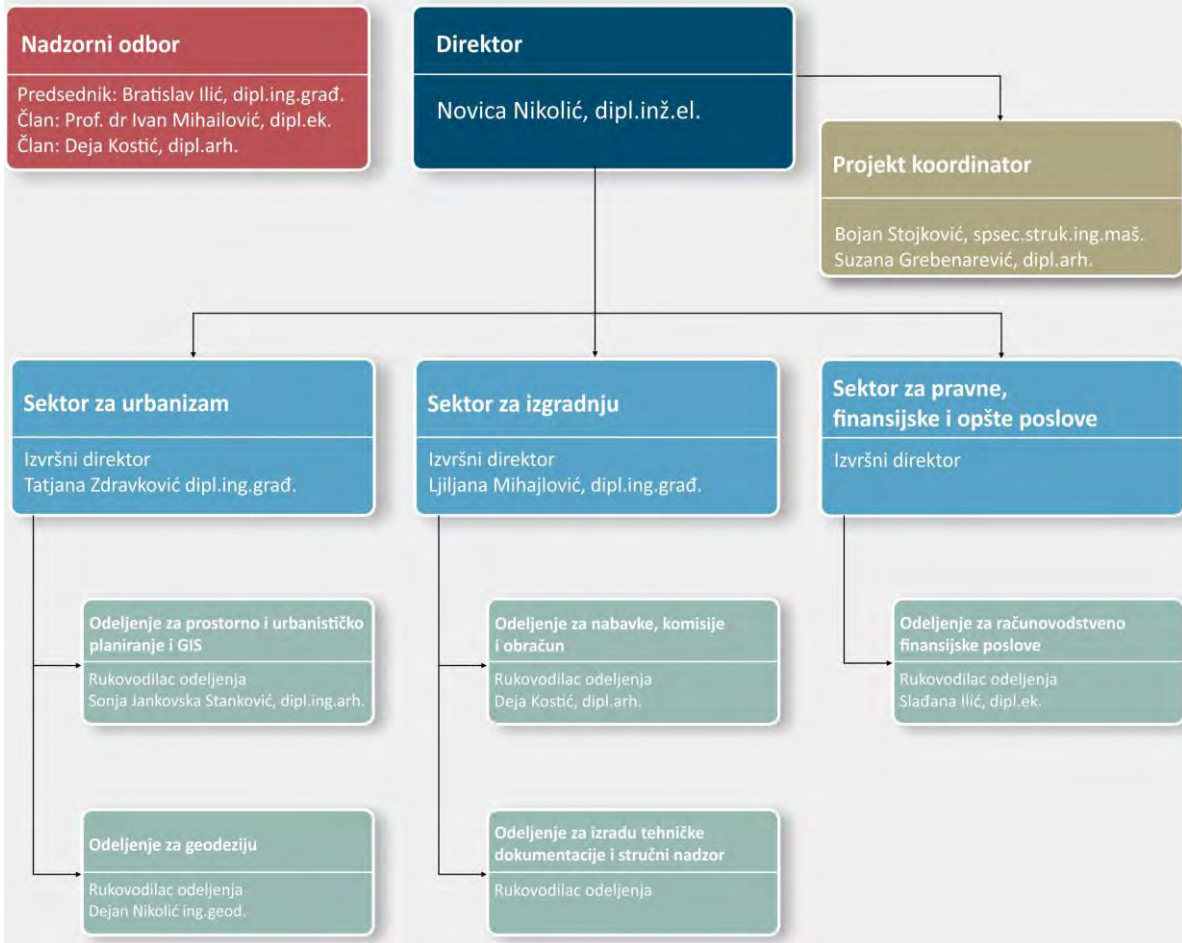 Nadzorni odbor
Predsednik: Bratislav Ilić, dipl.ing.građ.
Član: Prof. dr Ivan Mihailović, dipl.ek.
Član: Deja Kostić, dipl.arh.
Direktor
Novica Nikolić, dipl.inž.el.
Projekt koordinator
Bojan Stojković, spsec.struk.ing.maš.
Suzana Grebenarević, dipl.arh.
Sektor za urbanizam
Izvršni direktor
Tatjana Zdravković dipl.ing.građ.
Sektor za izgradnju
Izvršni direktor
Ljiljana Mihajlović, dipl.ing.građ.
Sektor za pravne,
finansijske i opšte poslove
Izvršni direktor
Odeljenje za prostorno i urbanističko
planiranje i GIS
Rukovodilac odeljenja
Sonja Jankovska Stanković, dipl.ing.arh.
Odeljenje za nabavke, komisije
i obračun
Rukovodilac odeljenja
Deja Kostić, dipl.arh.
Odeljenje za računovodstveno
finansijske poslove
Rukovodilac odeljenja
Slađana Ilić, dipl.ek.
Odeljenje za geodeziju
Rukovodilac odeljenja
Dejan Nikolić ing.geod.
Odeljenje za izradu tehničke
dokumentacije i stručni nadzor
Rukovodilac odeljenja